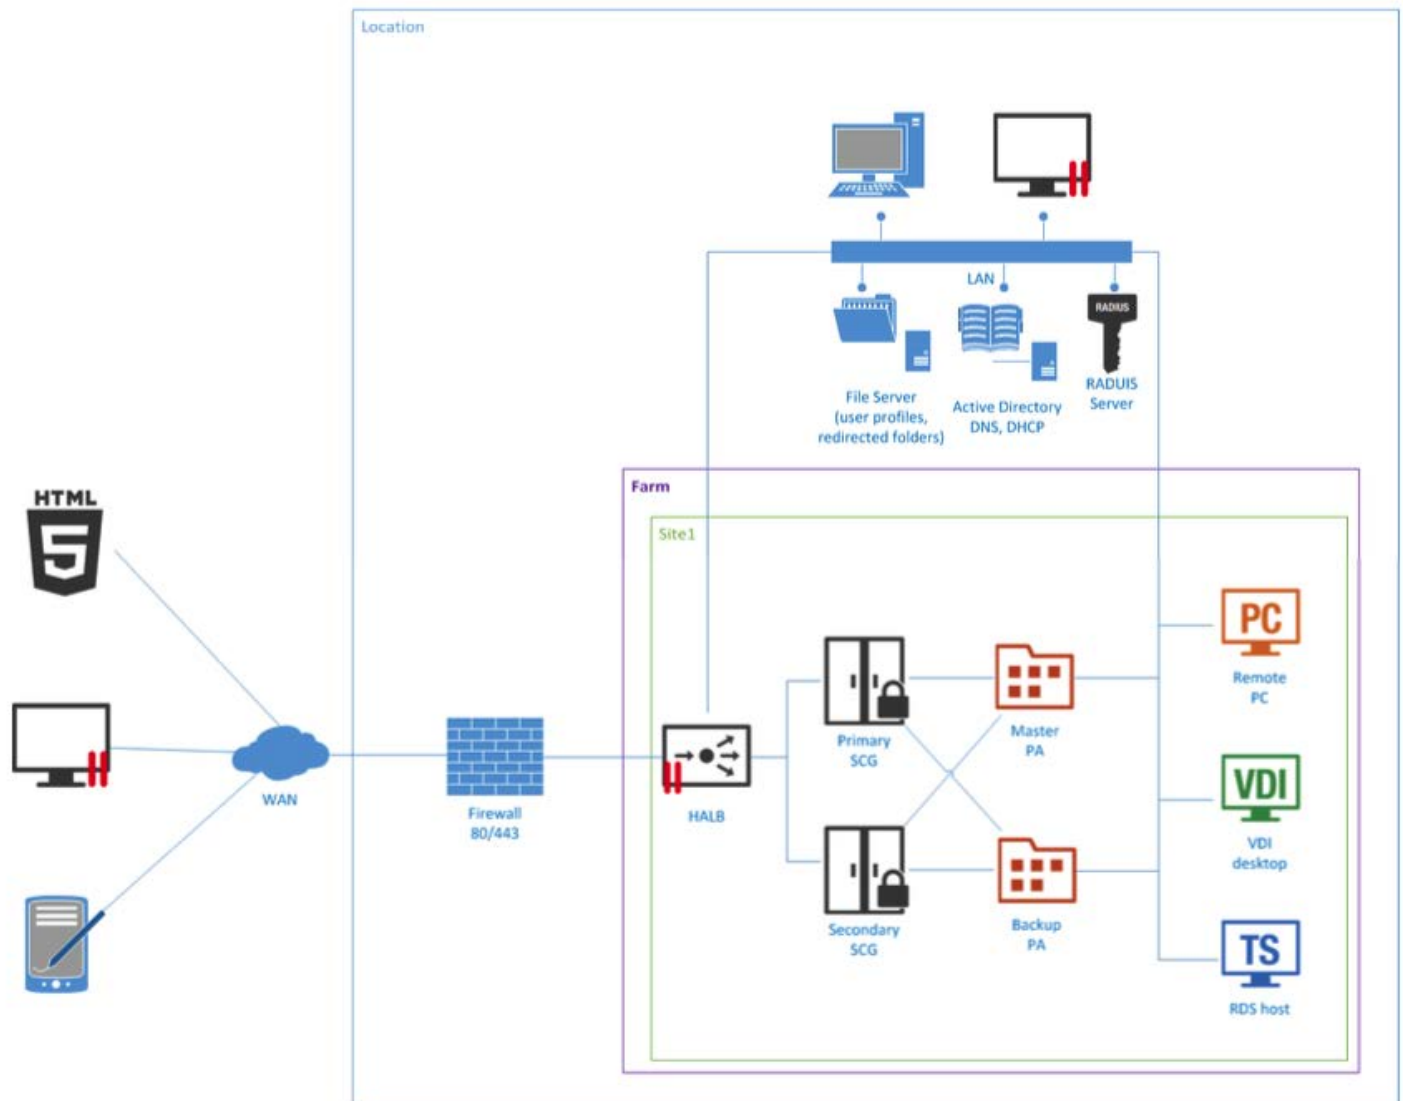 Location
LAN
RADIUS
File Server
(user profiles,
redirected folders)
Active Directory
DNS, DHCP
RADUIS
Server
Farm
Site1
HTML
5
WAN
Firewall
80/443
HALB
Primary
SCG
Secondary
SCG
Master
PA
Backup
PA
PC
Remote
PC
VDI
VDI
desktop
TS
RDS host